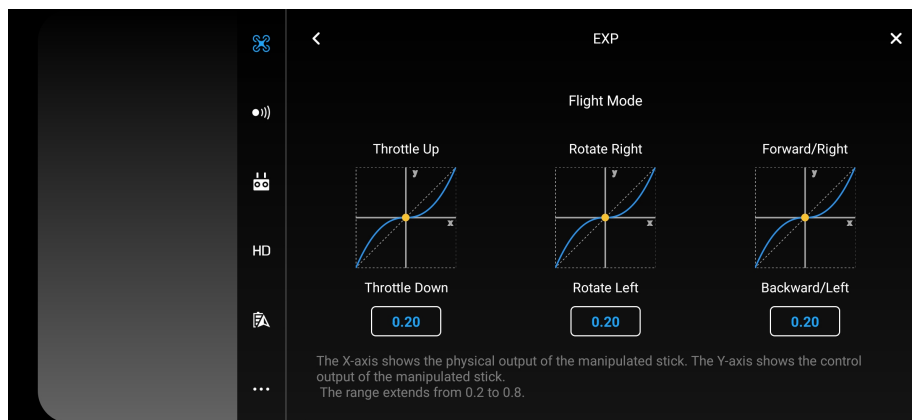 EXP
Flight Mode
Throttle Up
Rotate Right
Forward/Right
y
y
y
x
x
x
HD
Throttle Down
Rotate Left
Backward/Left
0.20
0.20
0.20
The X-axis shows the physical output of the manipulated stick. The Y-axis shows the control
output of the manipulated stick.
The range extends from 0.2 to 0.8.